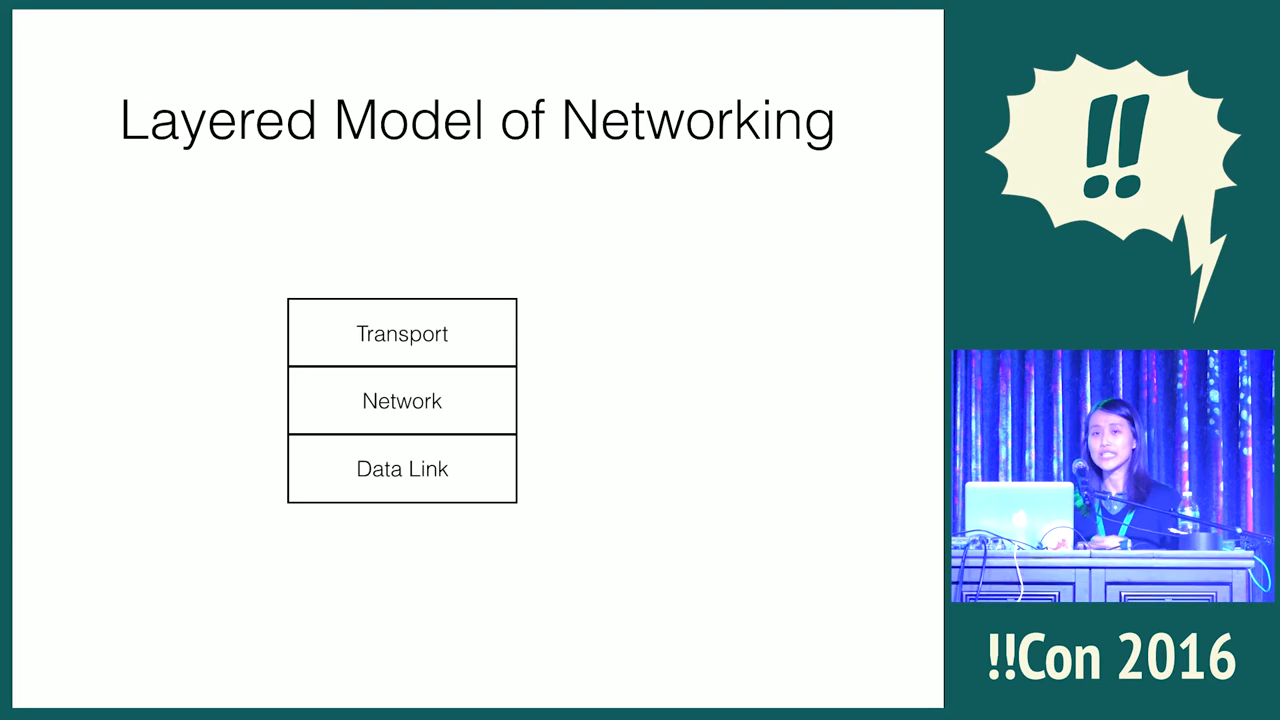 Layered Model of Networking
Transport
Network
Data Link
!!
!!Con 2016